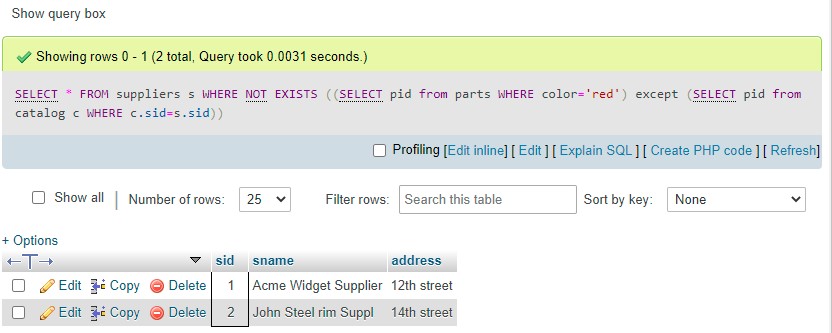 Show query box
Showing rows 0 - 1 (2 total, Query took 0.0031 seconds.)
SELECT * FROM suppliers s WHERE NOT EXISTS ((SELECT pid from parts WHERE color='red') except (SELECT pid from
catalog c WHERE c.sid=s.sid))
Profiling [Edit inline] [ Edit ] [ Explain SQL ] [ Create PHP code ] [ Refresh]
Show all Number of rows: 25 Filter rows: Search this table Sort by key: None
+ Options
←T→ sid sname address
Edit Copy Delete 1 Acme Widget Supplier 12th street
Edit Copy Delete 2 John Steel rim Suppl 14th street